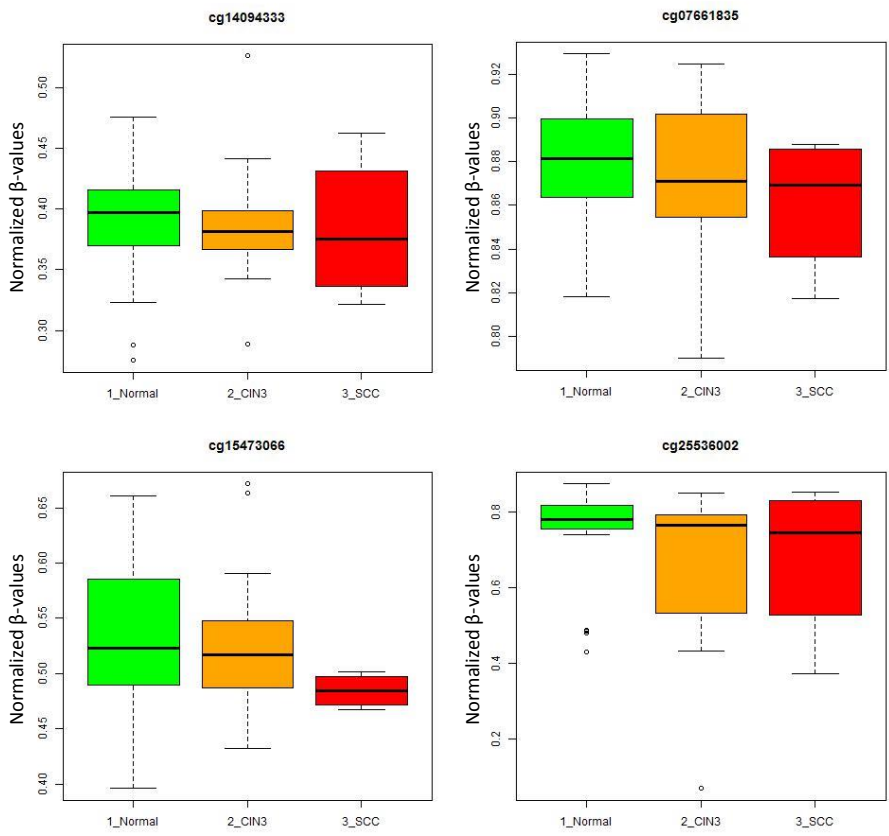 cg14094333
Normalized β-values
0.50
0.45
0.40
0.35
0.30
1_Normal
2_CIN3
3_SCC
cg07661835
Normalized β-values
0.92
0.90
0.88
0.86
0.84
0.82
0.80
1_Normal
2_CIN3
3_SCC
cg15473066
Normalized β-values
0.65
0.60
0.55
0.50
0.45
0.40
1_Normal
2_CIN3
3_SCC
cg25536002
Normalized β-values
0.8
0.6
0.4
0.2
1_Normal
2_CIN3
3_SCC